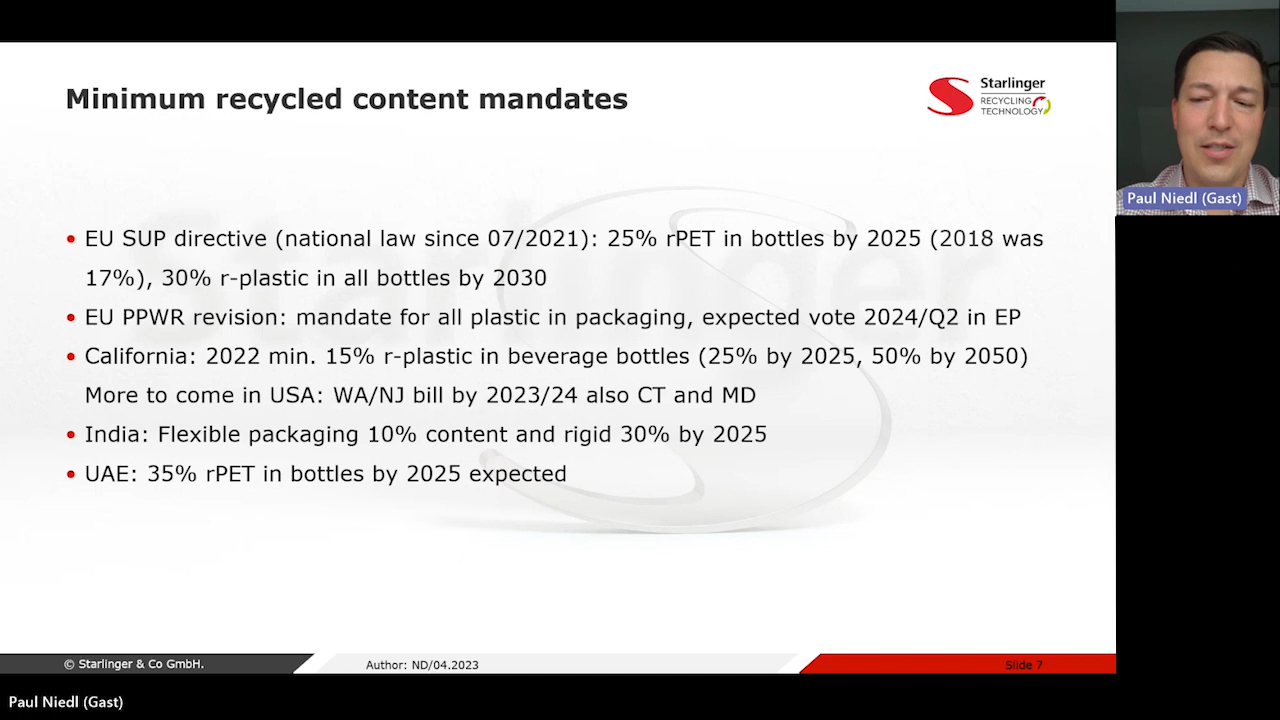 Minimum recycled content mandates
Starlinger
RECYCLING
TECHNOLOGY
Paul Niedl (Gast)
• EU SUP directive (national law since 07/2021): 25% rPET in bottles by 2025 (2018 was
17%), 30% r-plastic in all bottles by 2030
• EU PPWR revision: mandate for all plastic in packaging, expected vote 2024/Q2 in EP
• California: 2022 min. 15% r-plastic in beverage bottles (25% by 2025, 50% by 2050)
More to come in USA: WA/NJ bill by 2023/24 also CT and MD
• India: Flexible packaging 10% content and rigid 30% by 2025
• UAE: 35% rPET in bottles by 2025 expected
© Starlinger & Co GmbH.
Author: ND/04.2023
Slide 7
Paul Niedl (Gast)